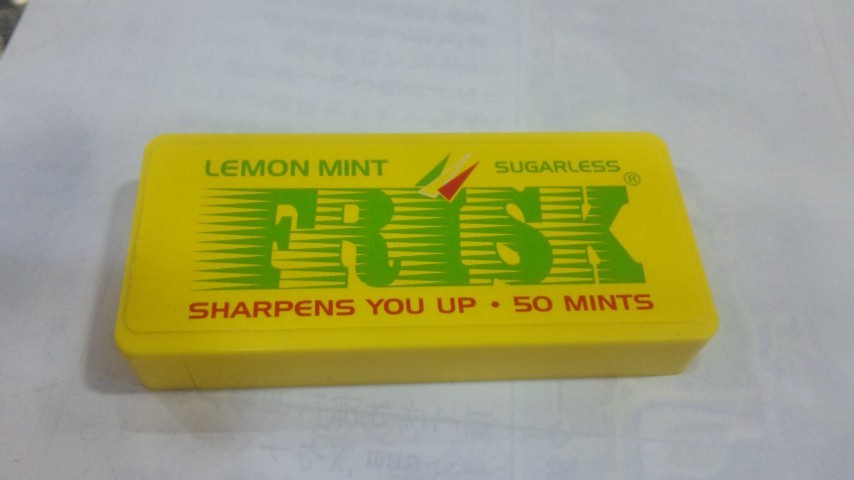 LEMON MINT SUGARLESS
FRISK®
SHARPENS YOU UP • 50 MINTS